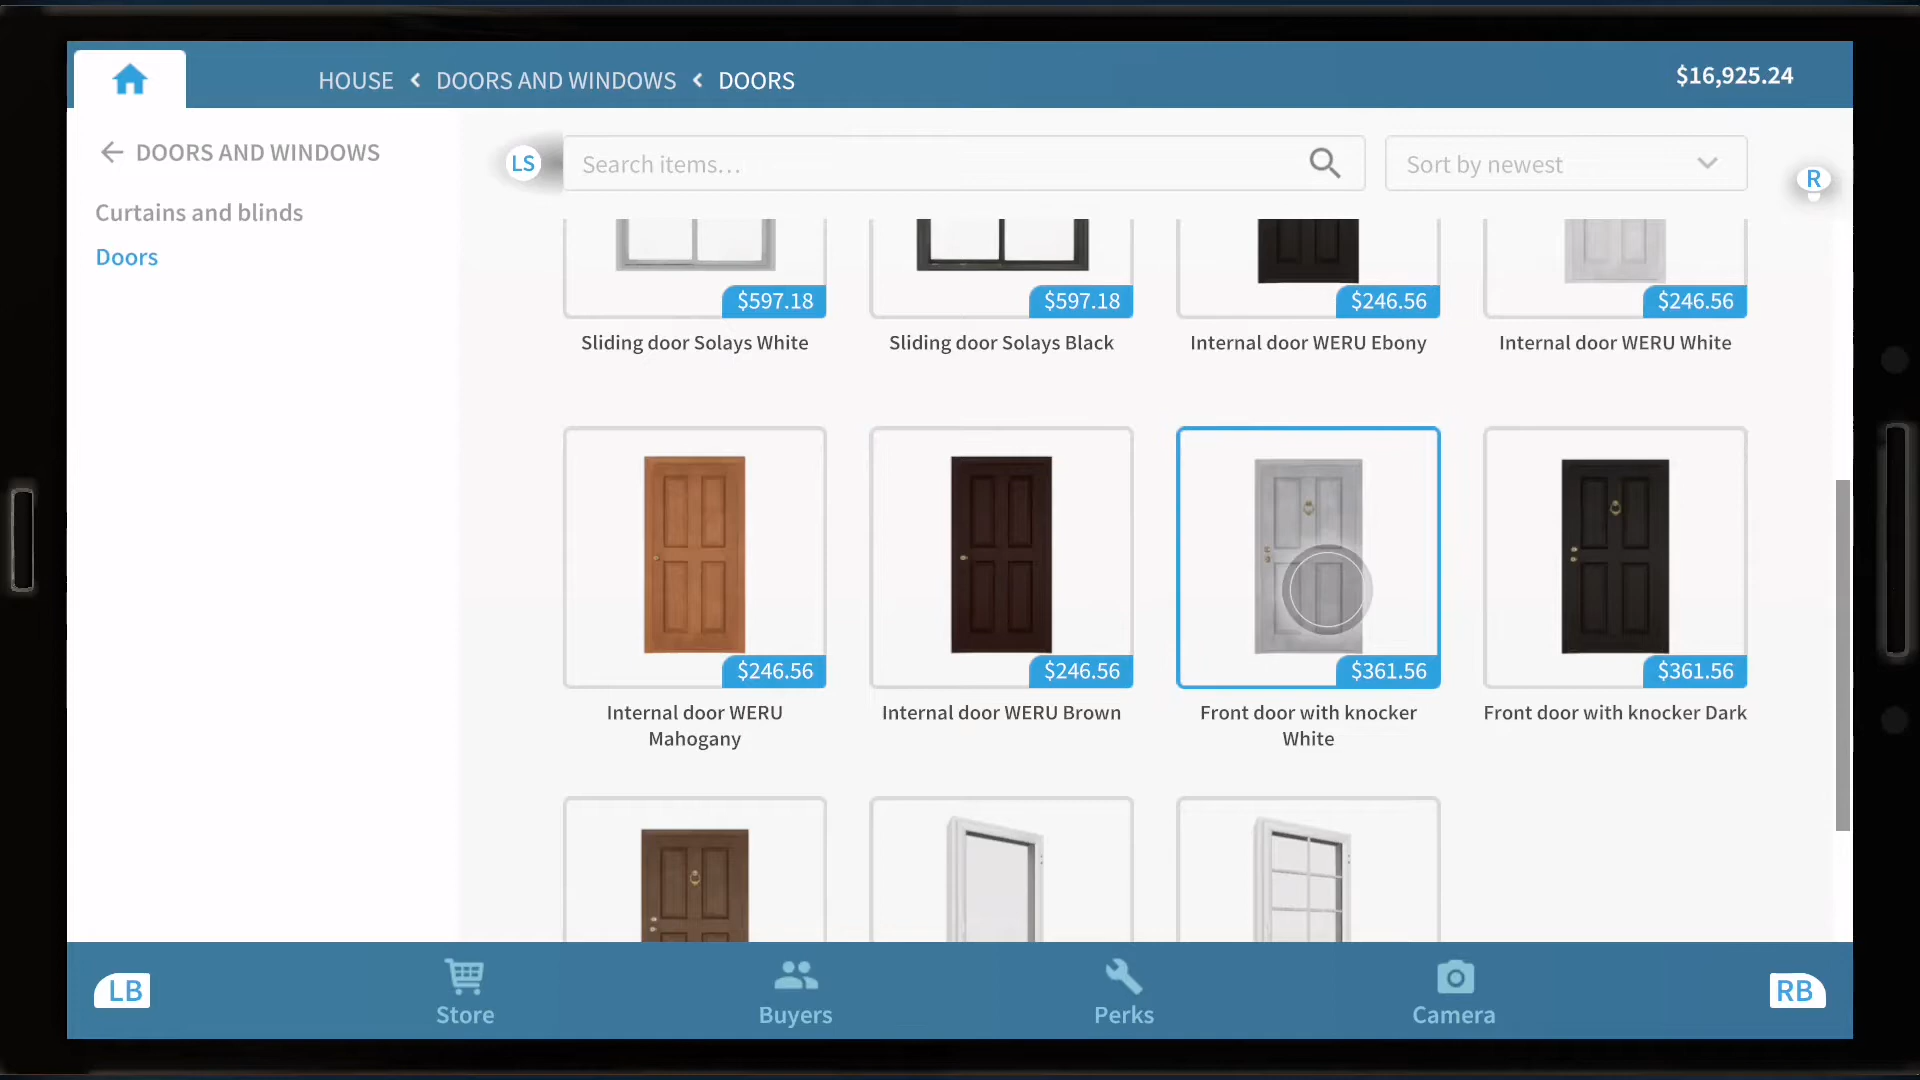 HOUSE < DOORS AND WINDOWS < DOORS
$16,925.24
DOORS AND WINDOWS
Curtains and blinds
Doors
LS
Search items...
Sort by newest
R
$597.18
$597.18
$246.56
$246.56
Sliding door Solays White
Sliding door Solays Black
Internal door WERU Ebony
Internal door WERU White
$246.56
$246.56
$361.56
$361.56
Internal door WERU
Mahogany
Internal door WERU Brown
Front door with knocker
White
Front door with knocker Dark
LB
Store
Buyers
Perks
Camera
RB